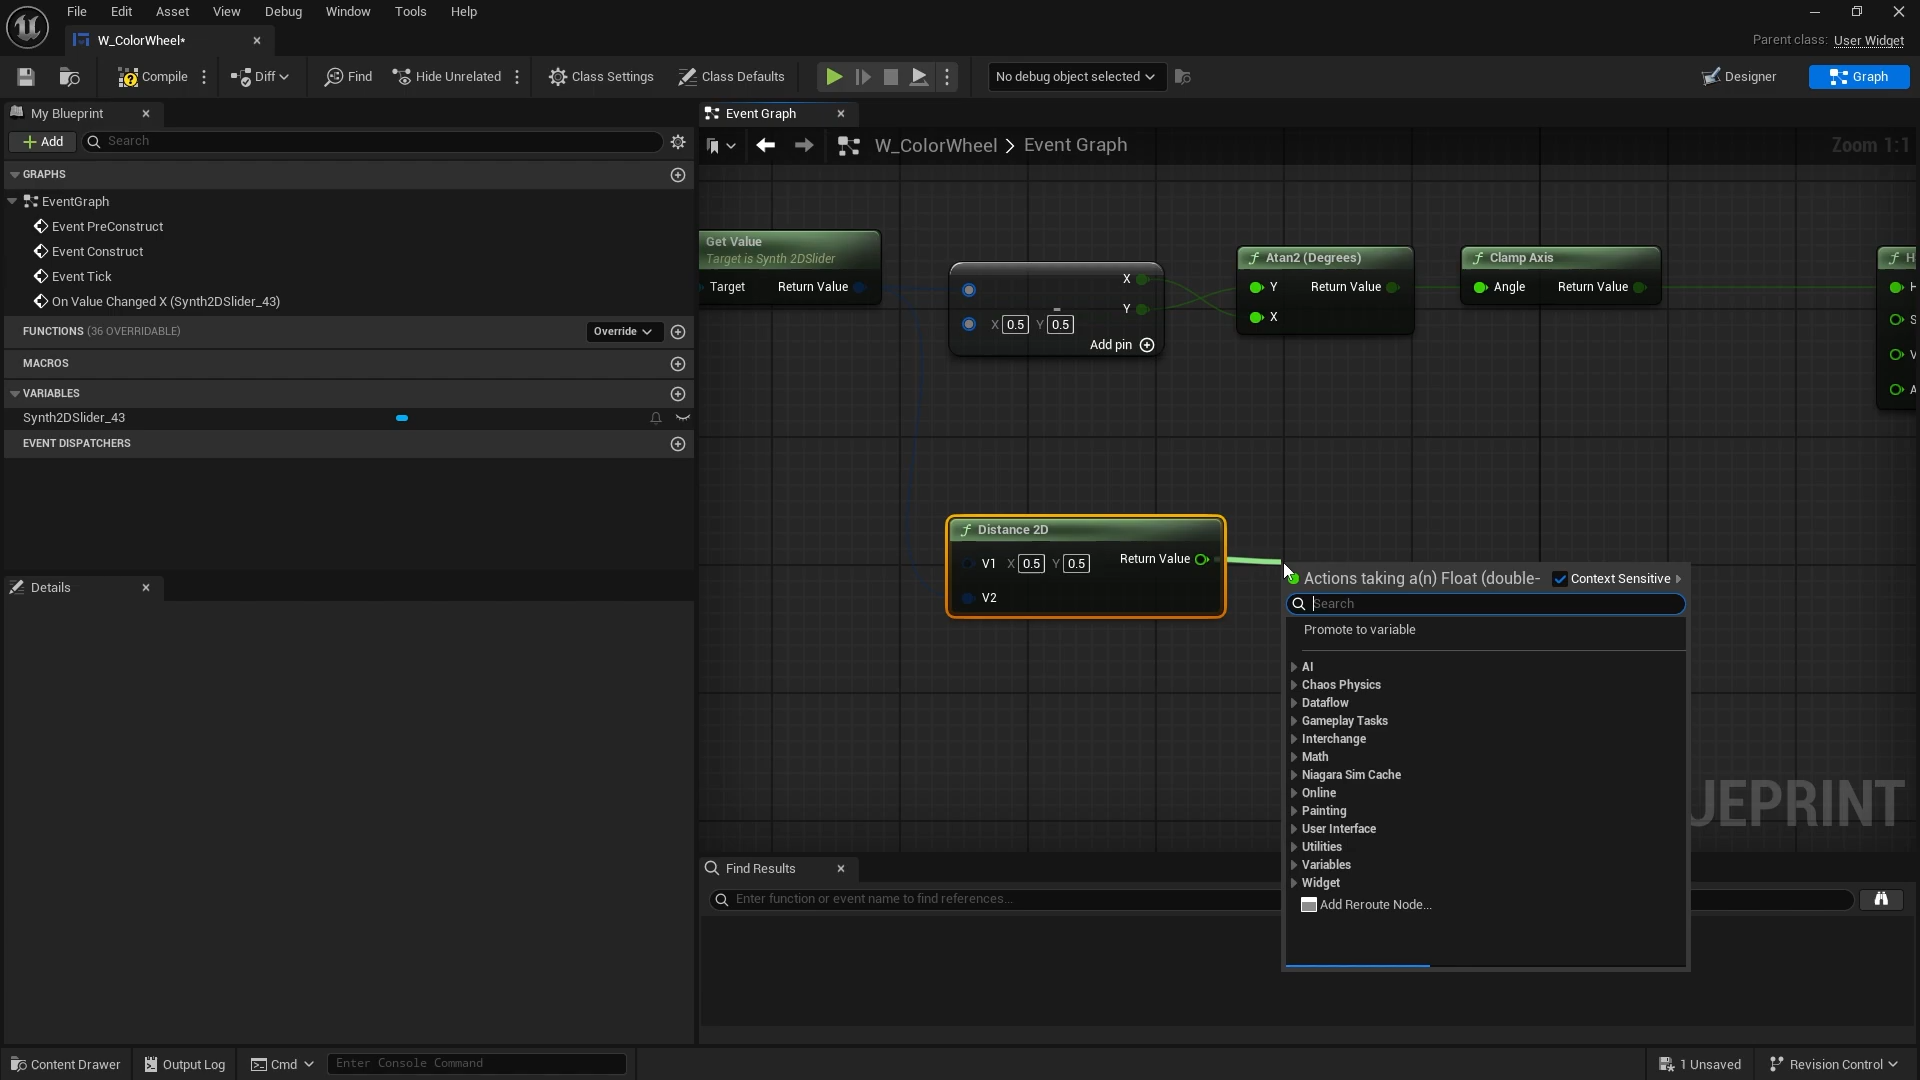 File Edit Asset View Debug Window Tools Help
W_ColorWheel*
Parent class: User Widget
Compile Diff Find Hide Unrelated Class Settings Class Defaults No debug object selected Designer Graph
My Blueprint
Event Graph
Add Search
W_ColorWheel > Event Graph Zoom 1:1
GRAPHS
EventGraph
Event PreConstruct
Event Construct
Event Tick
On Value Changed X (Synth2DSlider_43)
FUNCTIONS (36 OVERRIDABLE) Override
MACROS
VARIABLES
Synth2DSlider_43
EVENT DISPATCHERS
Details
Get Value
Target is Synth 2DSlider
Target Return Value
X
Y
-
X 0.5 Y 0.5
Add pin
Atan2 (Degrees)
Y Return Value
X
Clamp Axis
Angle Return Value
Distance 2D
V1 X 0.5 Y 0.5 Return Value
V2
Actions taking a(n) Float (double- Context Sensitive
Search
Promote to variable
AI
Chaos Physics
Dataflow
Gameplay Tasks
Interchange
Math
Niagara Sim Cache
Online
Painting
User Interface
Utilities
Variables
Widget
Add Reroute Node...
UEPRINT
Find Results
Enter function or event name to find references...
Content Drawer Output Log Cmd Enter Console Command 1 Unsaved Revision Control